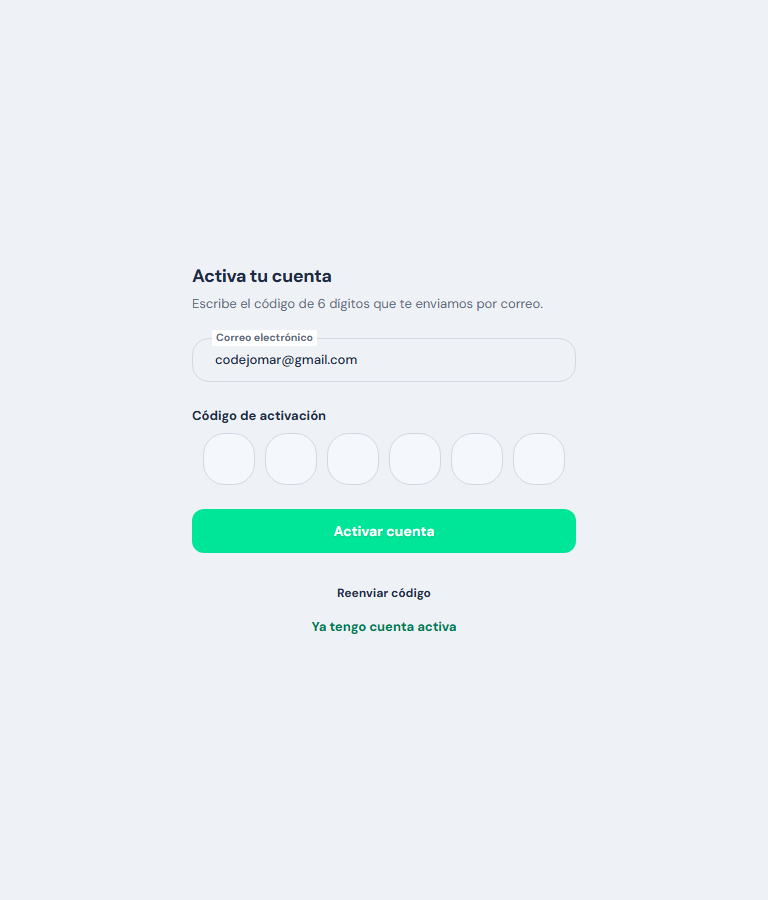 Activa tu cuenta
Escribe el código de 6 dígitos que te enviamos por correo.
Correo electrónico
codejomar@gmail.com
Código de activación
Activar cuenta
Reenviar código
Ya tengo cuenta activa